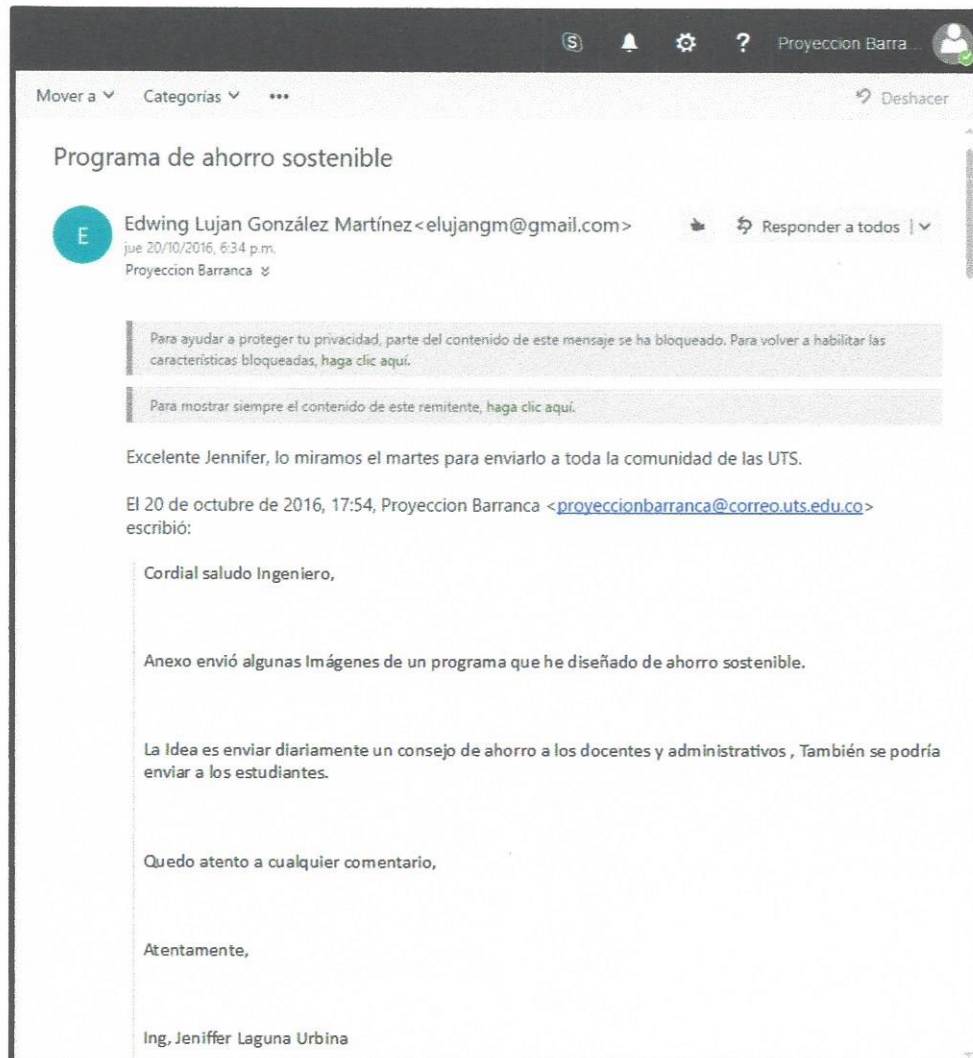 S ? Proyeccion Barra...
Mover a Categorías ••• Deshacer
Programa de ahorro sostenible
E
Edwing Lujan González Martínez<elujangm@gmail.com> Responder a todos
jue 20/10/2016, 6:34 p.m.
Proyeccion Barranca
Para ayudar a proteger tu privacidad, parte del contenido de este mensaje se ha bloqueado. Para volver a habilitar las
características bloqueadas, haga clic aquí.
Para mostrar siempre el contenido de este remitente, haga clic aquí.
Excelente Jennifer, lo miramos el martes para enviarlo a toda la comunidad de las UTS.
El 20 de octubre de 2016, 17:54, Proyeccion Barranca <proyeccionbarranca@correo.uts.edu.co>
escribió:
Cordial saludo Ingeniero,
Anexo envió algunas Imágenes de un programa que he diseñado de ahorro sostenible.
La Idea es enviar diariamente un consejo de ahorro a los docentes y administrativos , También se podría
enviar a los estudiantes.
Quedo atento a cualquier comentario,
Atentamente,
Ing, Jeniffer Laguna Urbina